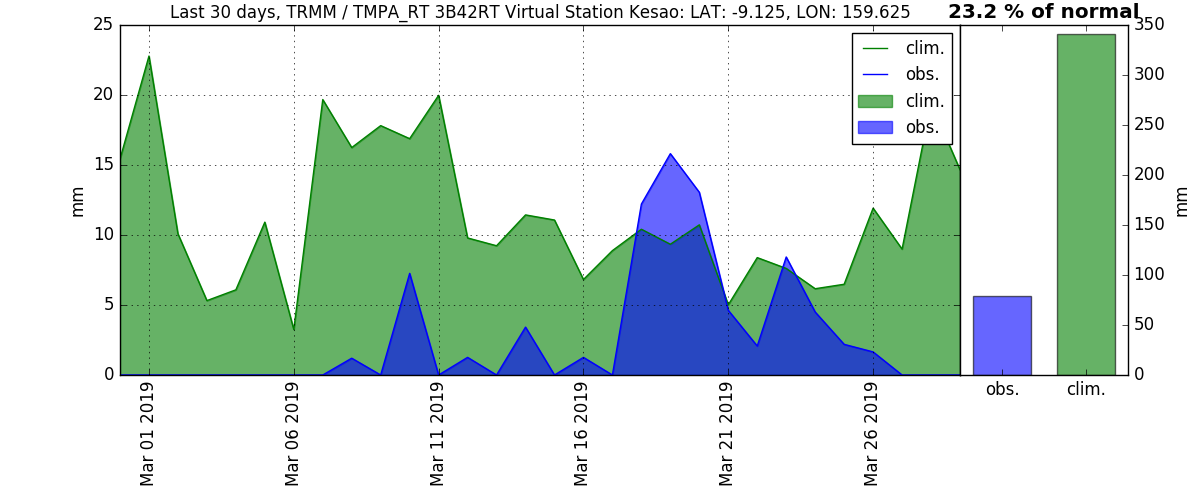 Last 30 days, TRMM / TMPA_RT 3B42RT Virtual Station Kesao: LAT: -9.125, LON: 159.625
23.2 % of normal
25
20
15
10
5
0
mm
clim.
obs.
clim.
obs.
350
300
250
200
150
100
50
0
mm
obs.
clim.
Mar 01 2019
Mar 06 2019
Mar 11 2019
Mar 16 2019
Mar 21 2019
Mar 26 2019